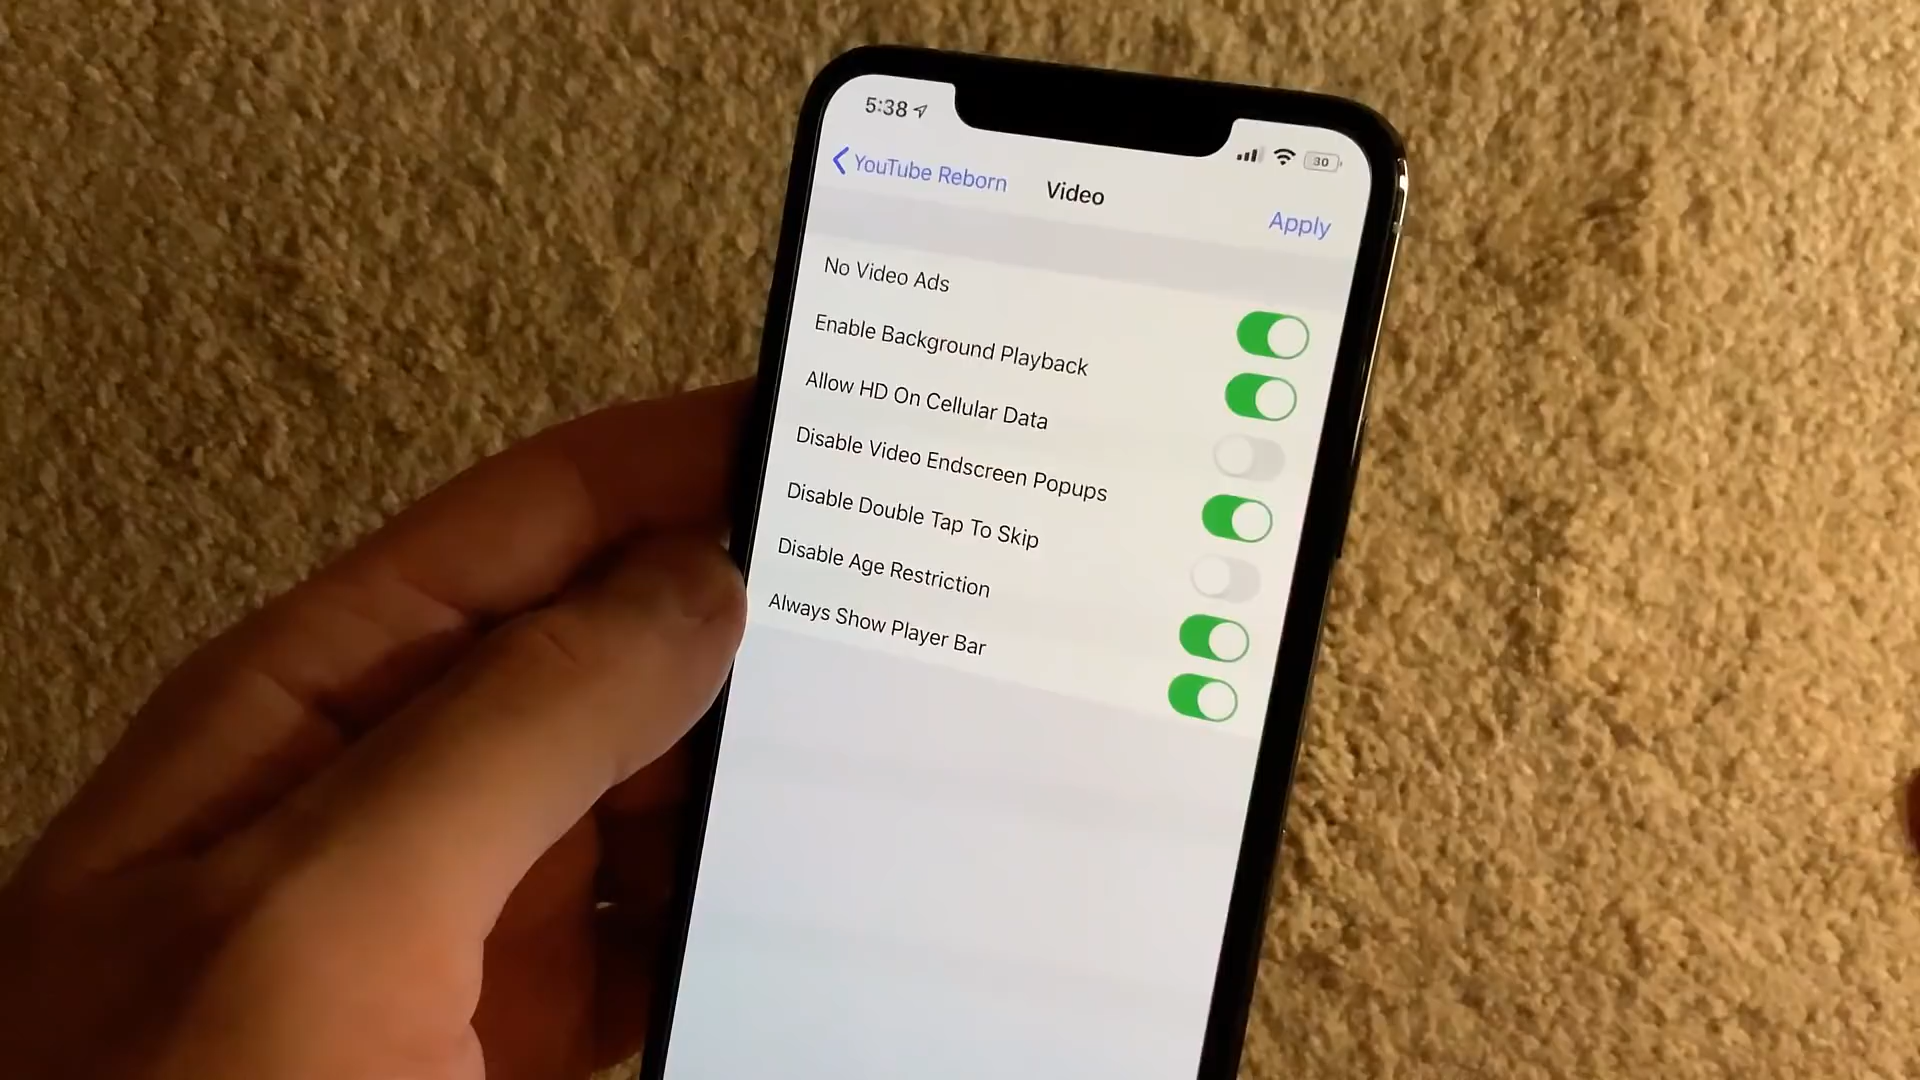 5:38
30
YouTube Reborn
Video
Apply
No Video Ads
Enable Background Playback
Allow HD On Cellular Data
Disable Video Endscreen Popups
Disable Double Tap To Skip
Disable Age Restriction
Always Show Player Bar